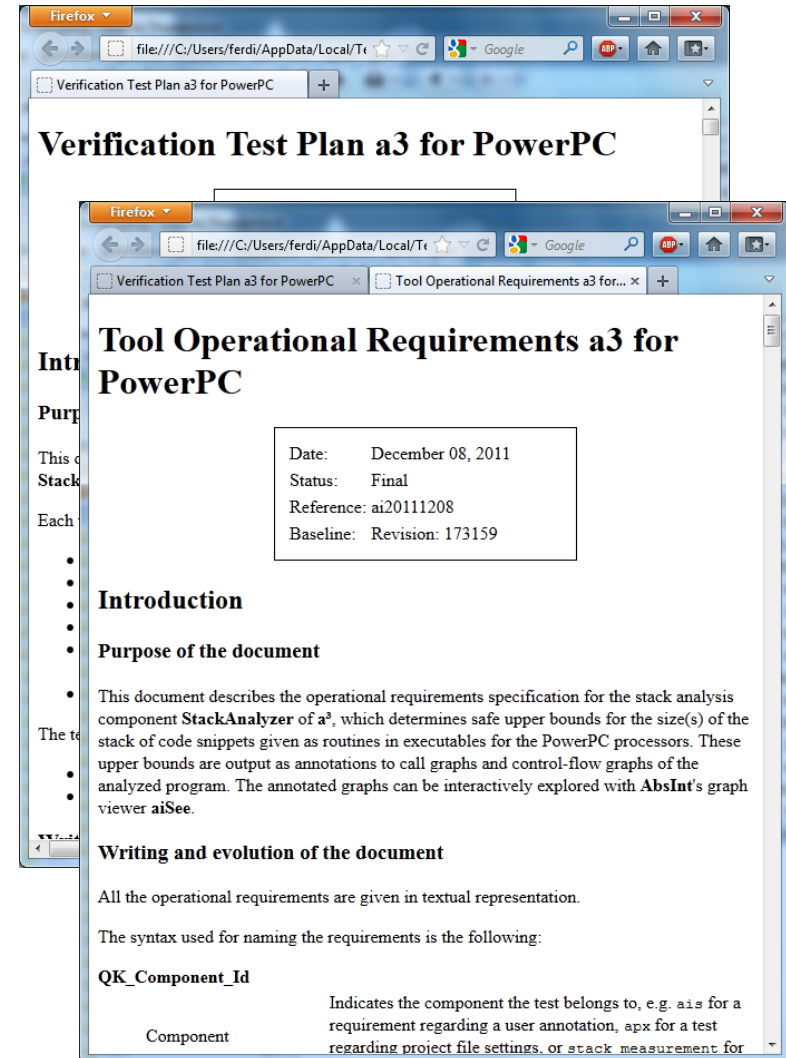 Firefox
file:///C:/Users/ferdi/AppData/Local/Te
Google
ABP
Verification Test Plan a3 for PowerPC
Verification Test Plan a3 for PowerPC
Intr
Purp
This
Stack
Each
The te
Firefox
file:///C:/Users/ferdi/AppData/Local/Te
Google
ABP
Verification Test Plan a3 for PowerPC
Tool Operational Requirements a3 for...
Tool Operational Requirements a3 for
PowerPC
Date: December 08, 2011
Status: Final
Reference: ai20111208
Baseline: Revision: 173159
Introduction
Purpose of the document
This document describes the operational requirements specification for the stack analysis
component StackAnalyzer of a³, which determines safe upper bounds for the size(s) of the
stack of code snippets given as routines in executables for the PowerPC processors. These
upper bounds are output as annotations to call graphs and control-flow graphs of the
analyzed program. The annotated graphs can be interactively explored with AbsInt's graph
viewer aiSee.
Writing and evolution of the document
All the operational requirements are given in textual representation.
The syntax used for naming the requirements is the following:
QK_Component_Id
Indicates the component the test belongs to, e.g. ais for a
Component requirement regarding a user annotation, apx for a test
regarding project file settings, or stack measurement for